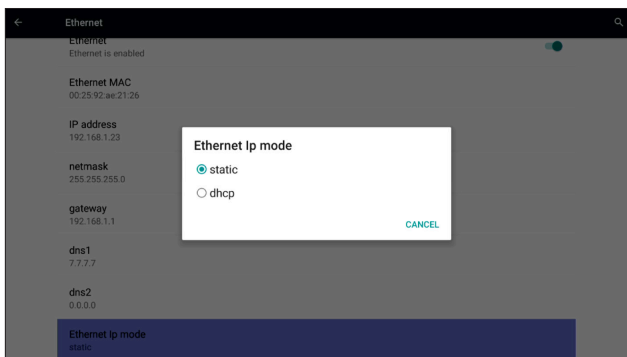 Ethernet
Ethernet
Ethernet is enabled
Ethernet MAC
00:25:92:ae:21:26
IP address
192.168.1.23
netmask
255.255.255.0
gateway
192.168.1.1
dns1
7.7.7.7
dns2
0.0.0.0
Ethernet Ip mode
static
Ethernet Ip mode
static
dhcp
CANCEL